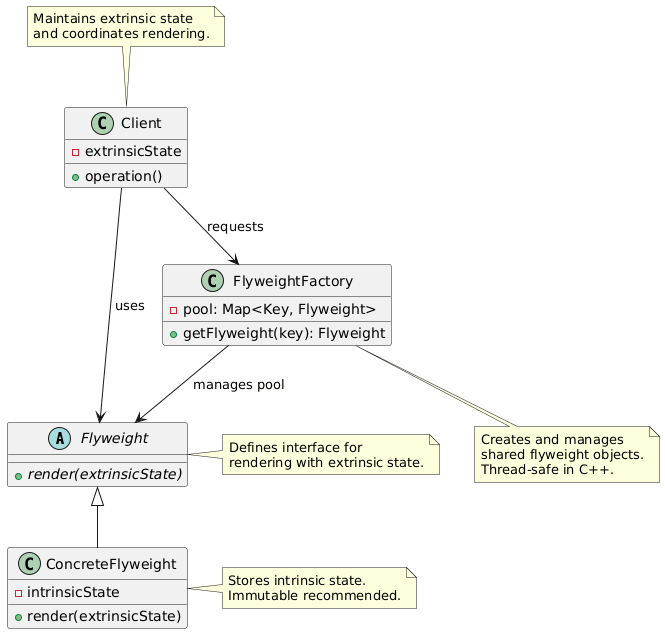 Maintains extrinsic state
and coordinates rendering.
C Client
extrinsicState
operation()
requests
C FlyweightFactory
pool: Map<Key, Flyweight>
getFlyweight(key): Flyweight
uses
manages pool
A Flyweight
render(extrinsicState)
Defines interface for
rendering with extrinsic state.
Creates and manages
shared flyweight objects.
Thread-safe in C++.
C ConcreteFlyweight
intrinsicState
render(extrinsicState)
Stores intrinsic state.
Immutable recommended.